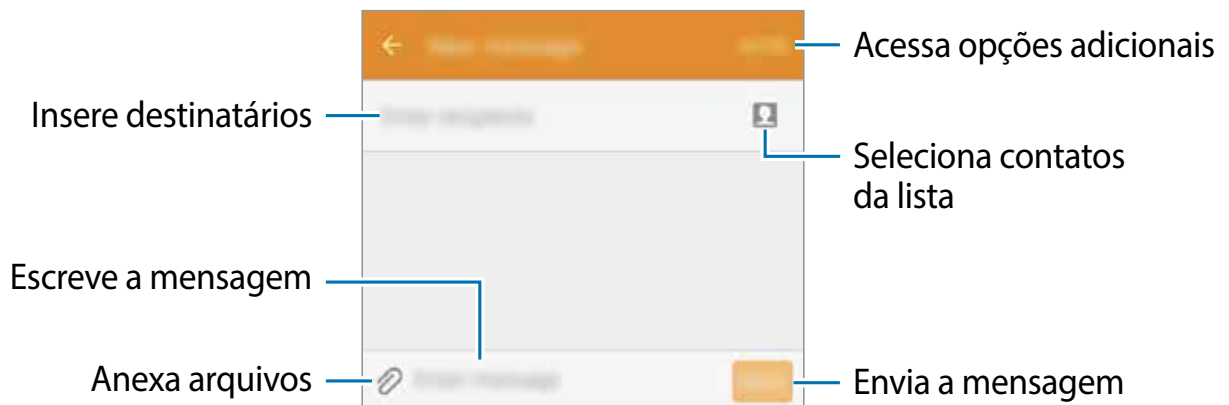 Acessa opções adicionais
Insere destinatários
Seleciona contatos
da lista
Escreve a mensagem
Anexa arquivos
Envia a mensagem